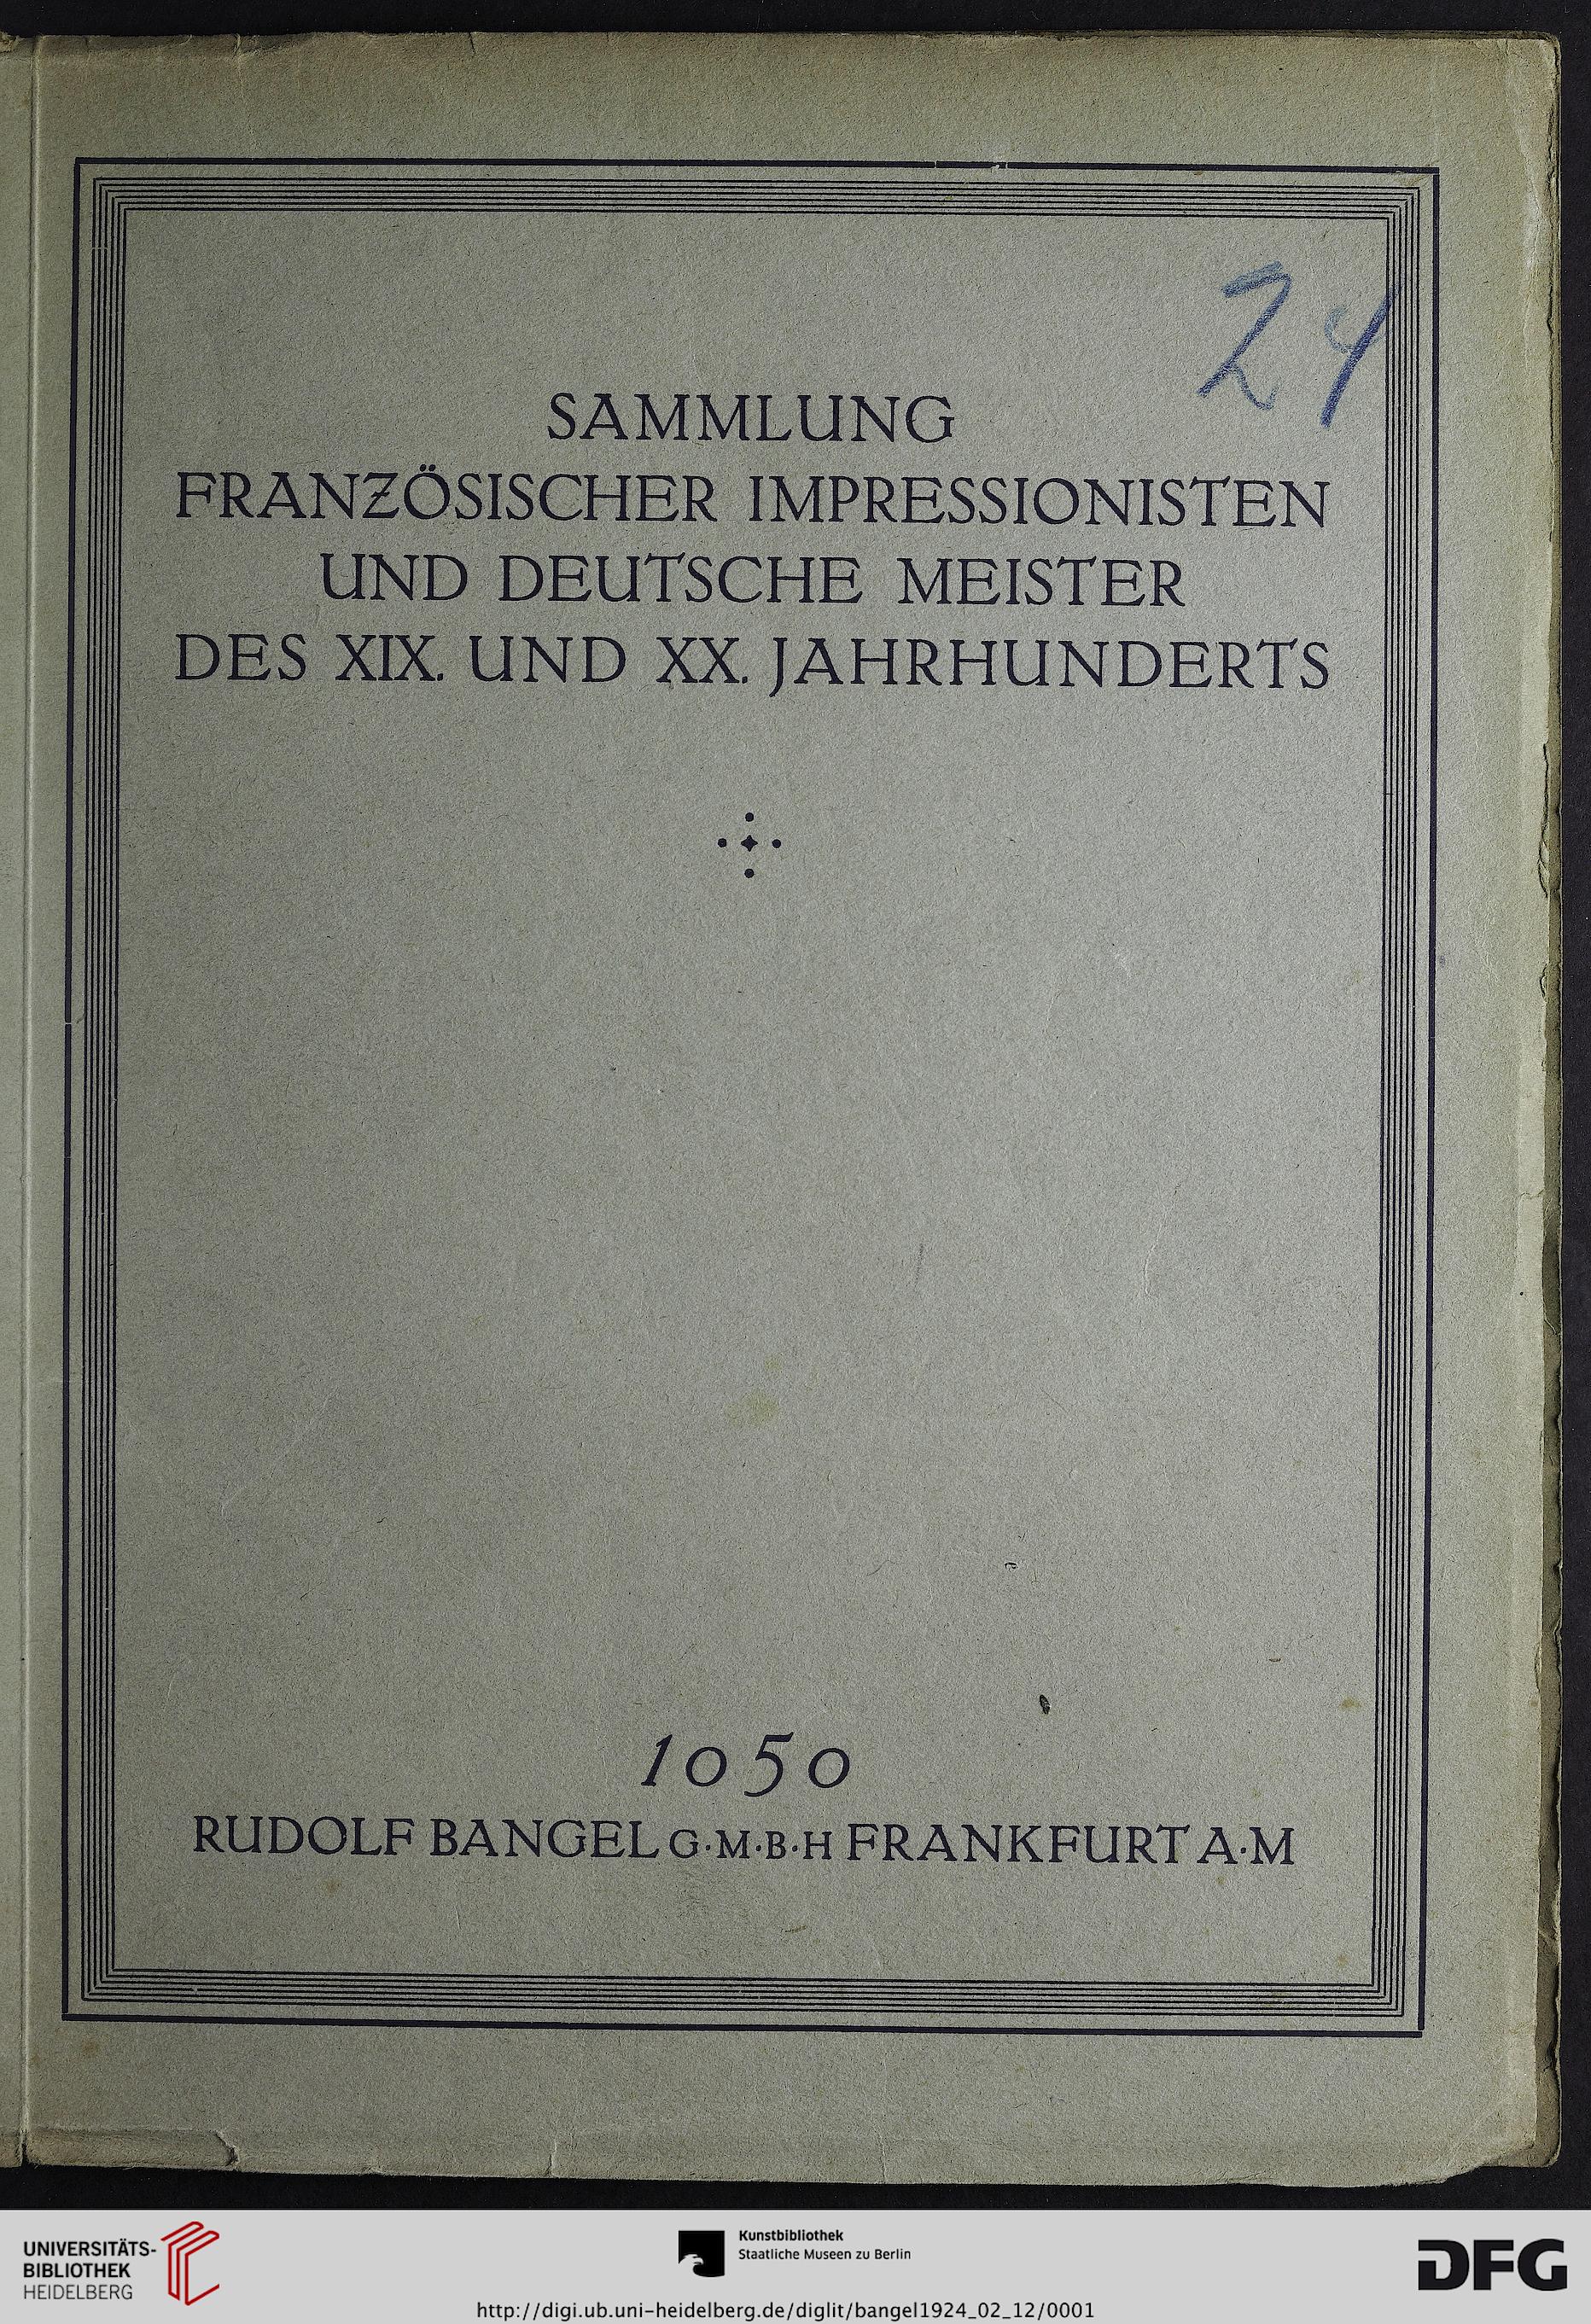 24
SAMMLUNG
FRANZÖSISCHER IMPRESSIONISTEN
UND DEUTSCHE MEISTER
DES XIX. UND XX. JAHRHUNDERTS
1050
RUDOLF BANGEL G·M·B·H FRANKFURT A·M
UNIVERSITÄTS-
BIBLIOTHEK
HEIDELBERG
Kunstbibliothek
Staatliche Museen zu Berlin
DFG
http://digi.ub.uni-heidelberg.de/diglit/bangel1924_02_12/0001